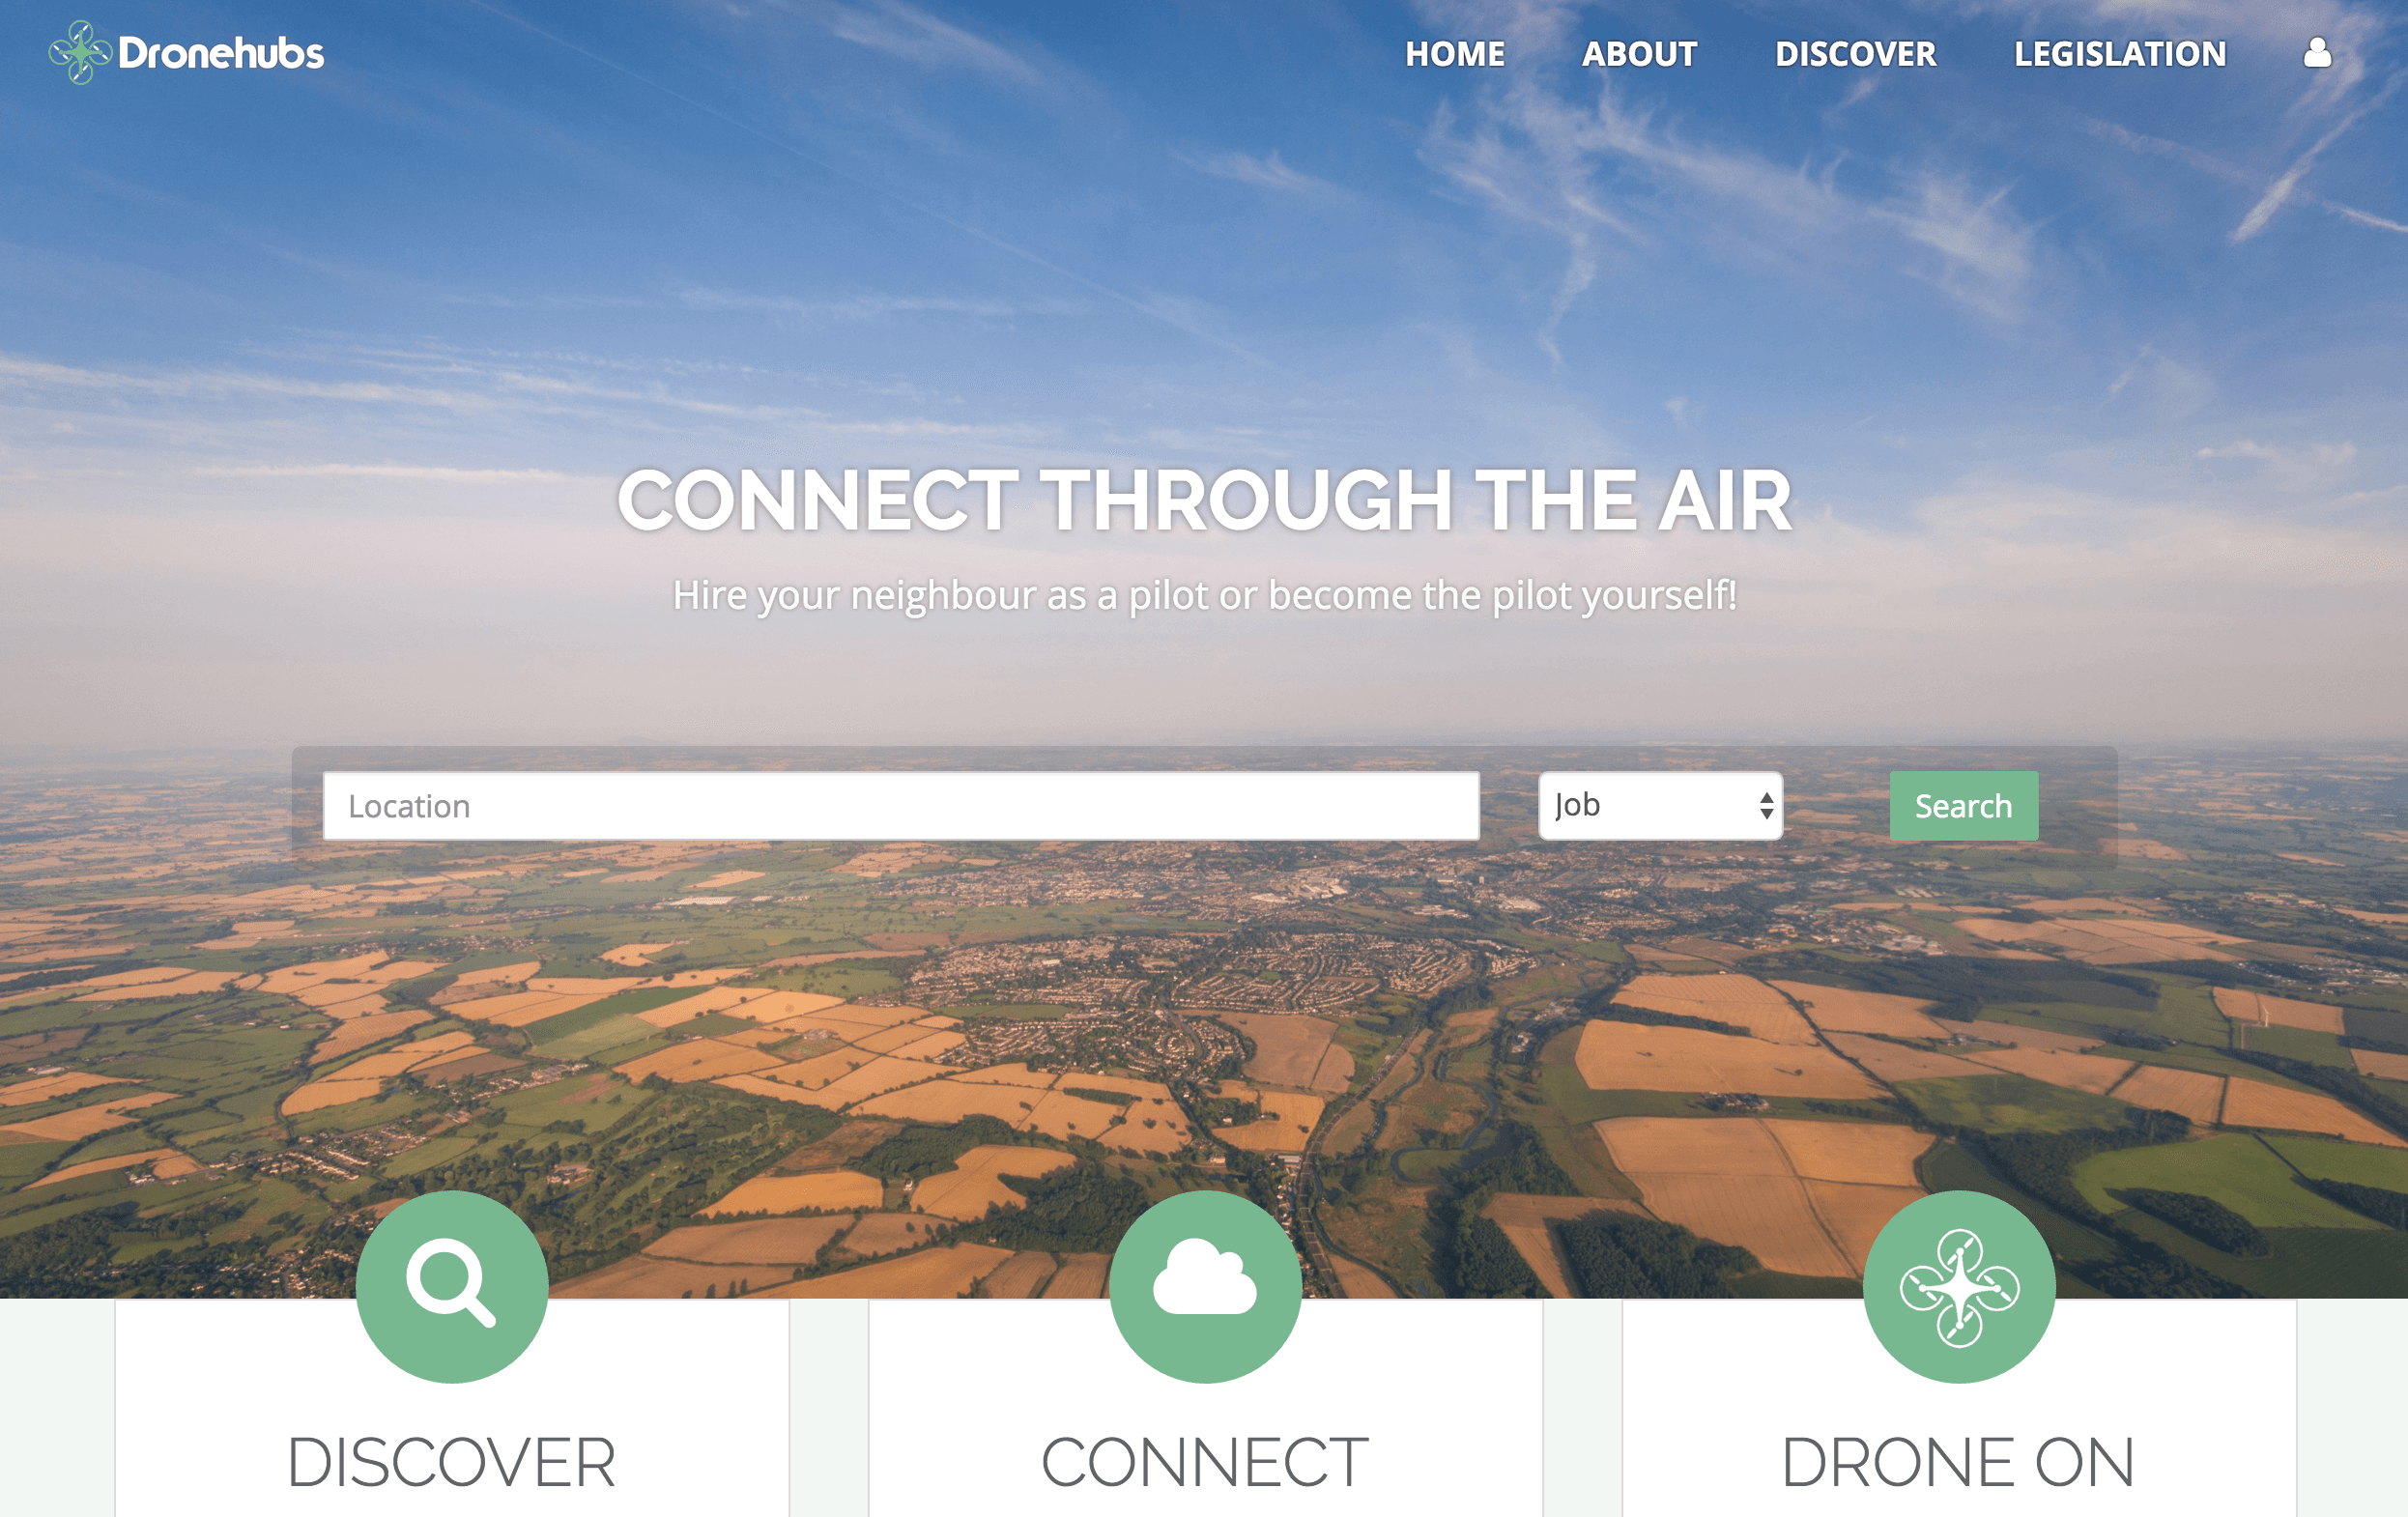 Dronehubs
HOME ABOUT DISCOVER LEGISLATION
CONNECT THROUGH THE AIR
Hire your neighbour as a pilot or become the pilot yourself!
Location Job Search
DISCOVER CONNECT DRONE ON